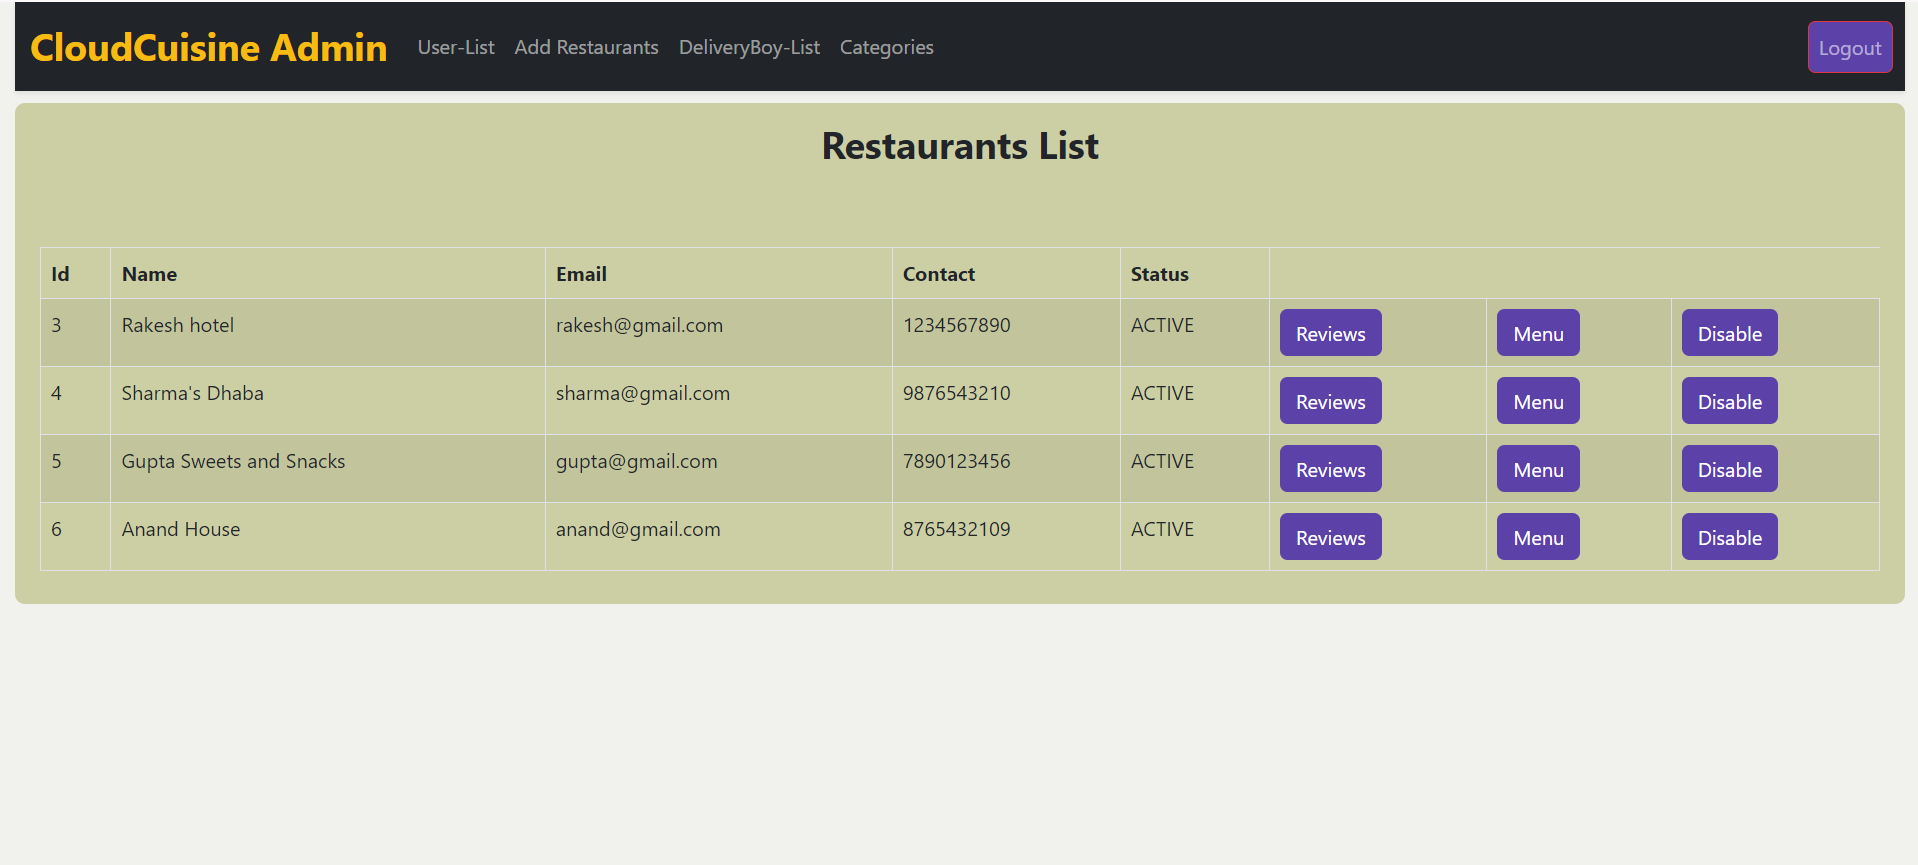 CloudCuisine Admin User-List Add Restaurants DeliveryBoy-List Categories Logout
Restaurants List
Id Name Email Contact Status
3 Rakesh hotel rakesh@gmail.com 1234567890 ACTIVE Reviews Menu Disable
4 Sharma's Dhaba sharma@gmail.com 9876543210 ACTIVE Reviews Menu Disable
5 Gupta Sweets and Snacks gupta@gmail.com 7890123456 ACTIVE Reviews Menu Disable
6 Anand House anand@gmail.com 8765432109 ACTIVE Reviews Menu Disable